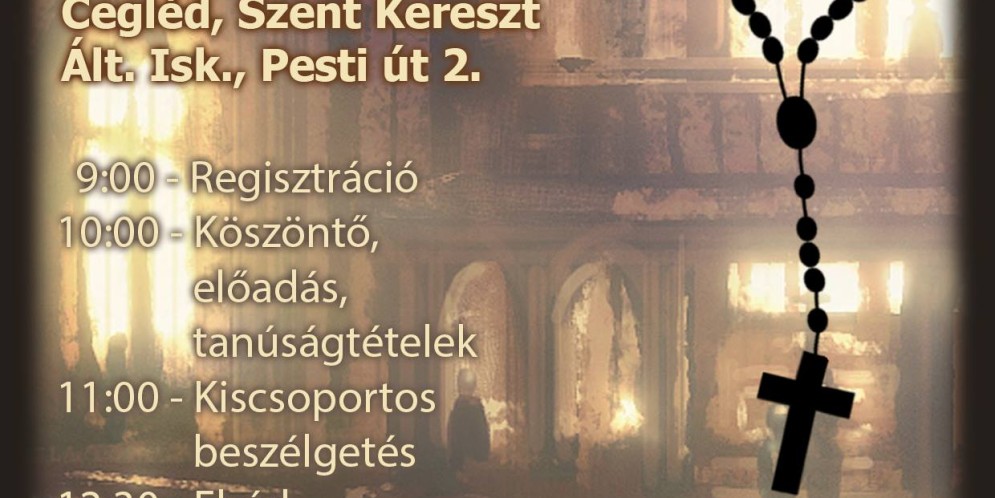 Cegléd, Szent Kereszt
Ált. Isk., Pesti út 2.
9:00 - Regisztráció
10:00 - Köszöntő,
előadás,
tanúságtételek
11:00 - Kiscsoportos
beszélgetés